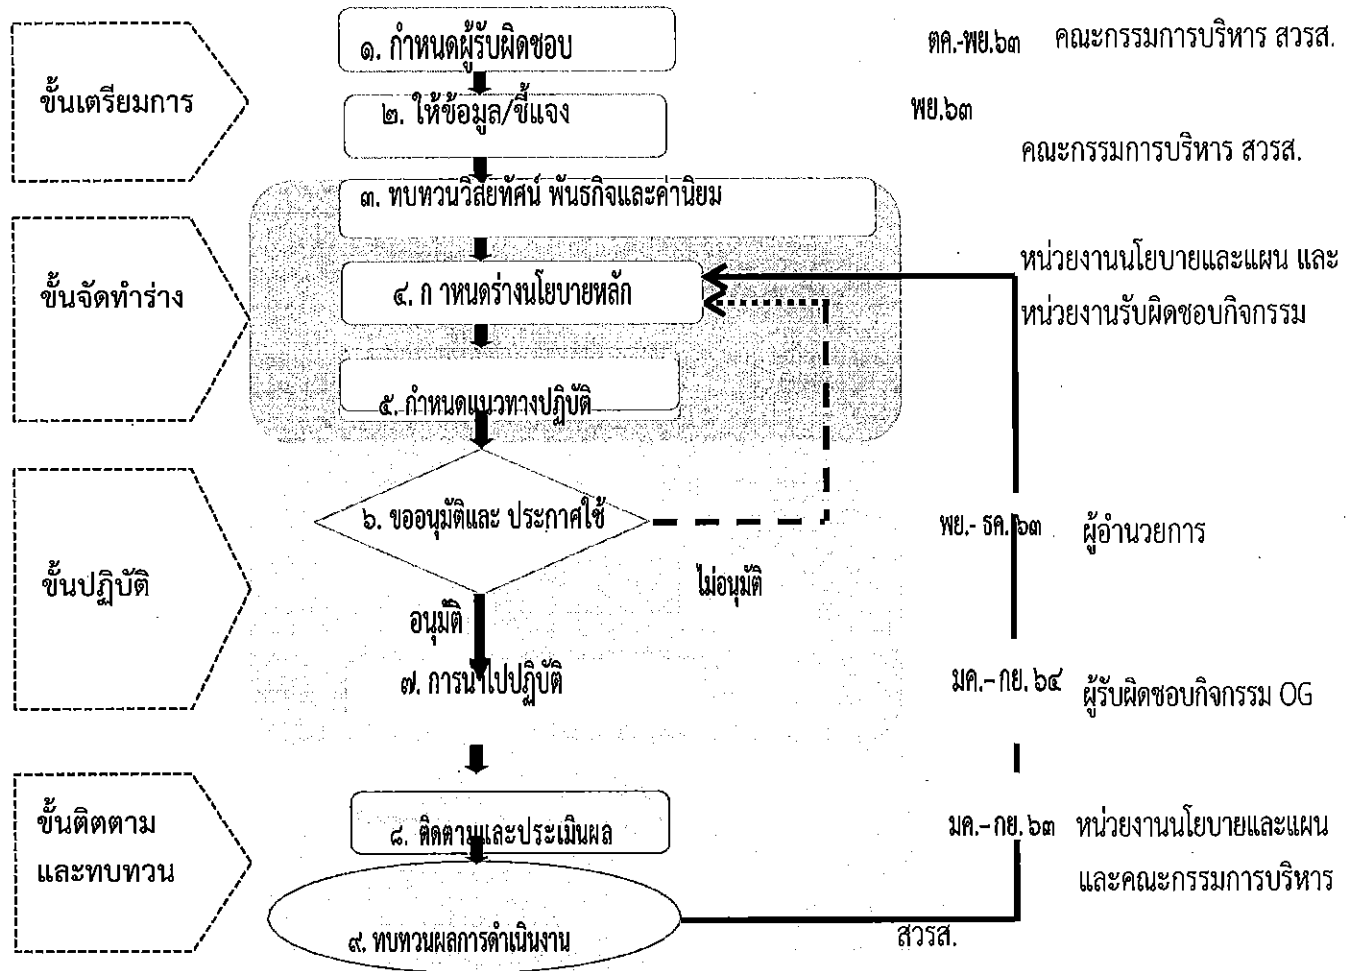 ขั้นเตรียมการ
๑. กำหนดผู้รับผิดชอบ
ตค.-พย.๖๓ คณะกรรมการบริหาร สวรส.
๒. ให้ข้อมูล/ชี้แจง
พย.๖๓
คณะกรรมการบริหาร สวรส.
ขั้นจัดทำร่าง
๓. ทบทวนวิสัยทัศน์ พันธกิจและค่านิยม
๔. ก าหนดร่างนโยบายหลัก
หน่วยงานนโยบายและแผน และ
หน่วยงานรับผิดชอบกิจกรรม
๕. กำหนดแนวทางปฏิบัติ
ขั้นปฏิบัติ
๖. ขออนุมัติและ ประกาศใช้
พย.- ธค. ๖๓ ผู้อำนวยการ
ไม่อนุมัติ
อนุมัติ
๗. การนำไปปฏิบัติ
มค.- กย. ๖๔ ผู้รับผิดชอบกิจกรรม OG
ขั้นติดตาม
และทบทวน
๘. ติดตามและประเมินผล
มค.- กย. ๖๓ หน่วยงานนโยบายและแผน
และคณะกรรมการบริหาร
สวรส.
๙. ทบทวนผลการดำเนินงาน